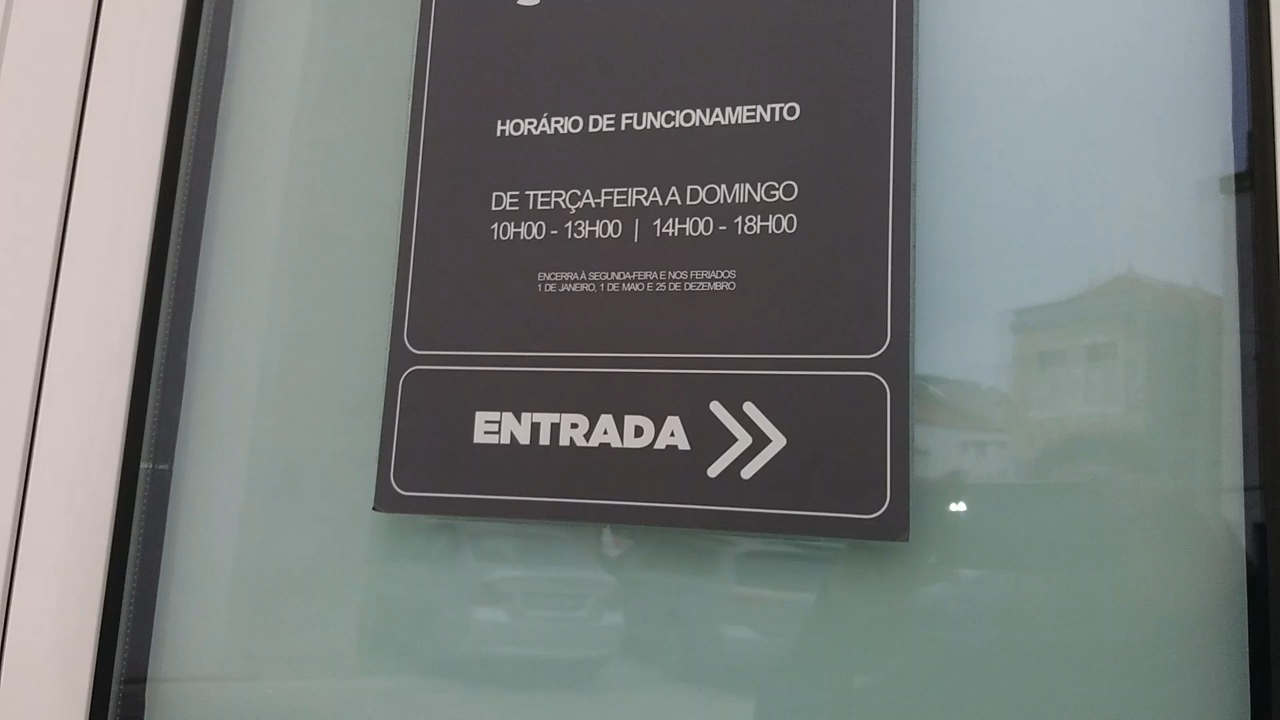 HORÁRIO DE FUNCIONAMENTO
DE TERÇA-FEIRA A DOMINGO
10H00 - 13H00 | 14H00 - 18H00
ENCERRA À SEGUNDA-FEIRA E NOS FERIADOS
1 DE JANEIRO, 1 DE MAIO E 25 DE DEZEMBRO
ENTRADA